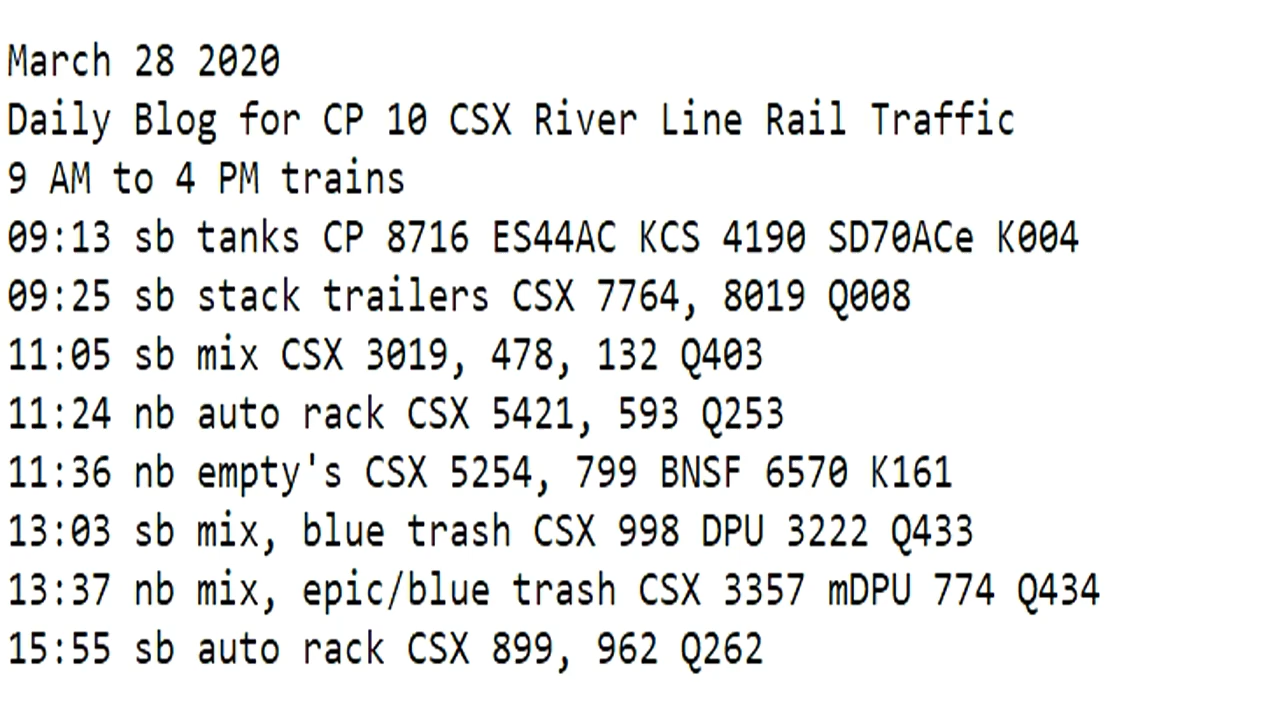 March 28 2020
Daily Blog for CP 10 CSX River Line Rail Traffic
9 AM to 4 PM trains
09:13 sb tanks CP 8716 ES44AC KCS 4190 SD70ACe K004
09:25 sb stack trailers CSX 7764, 8019 Q008
11:05 sb mix CSX 3019, 478, 132 Q403
11:24 nb auto rack CSX 5421, 593 Q253
11:36 nb empty's CSX 5254, 799 BNSF 6570 K161
13:03 sb mix, blue trash CSX 998 DPU 3222 Q433
13:37 nb mix, epic/blue trash CSX 3357 mDPU 774 Q434
15:55 sb auto rack CSX 899, 962 Q262